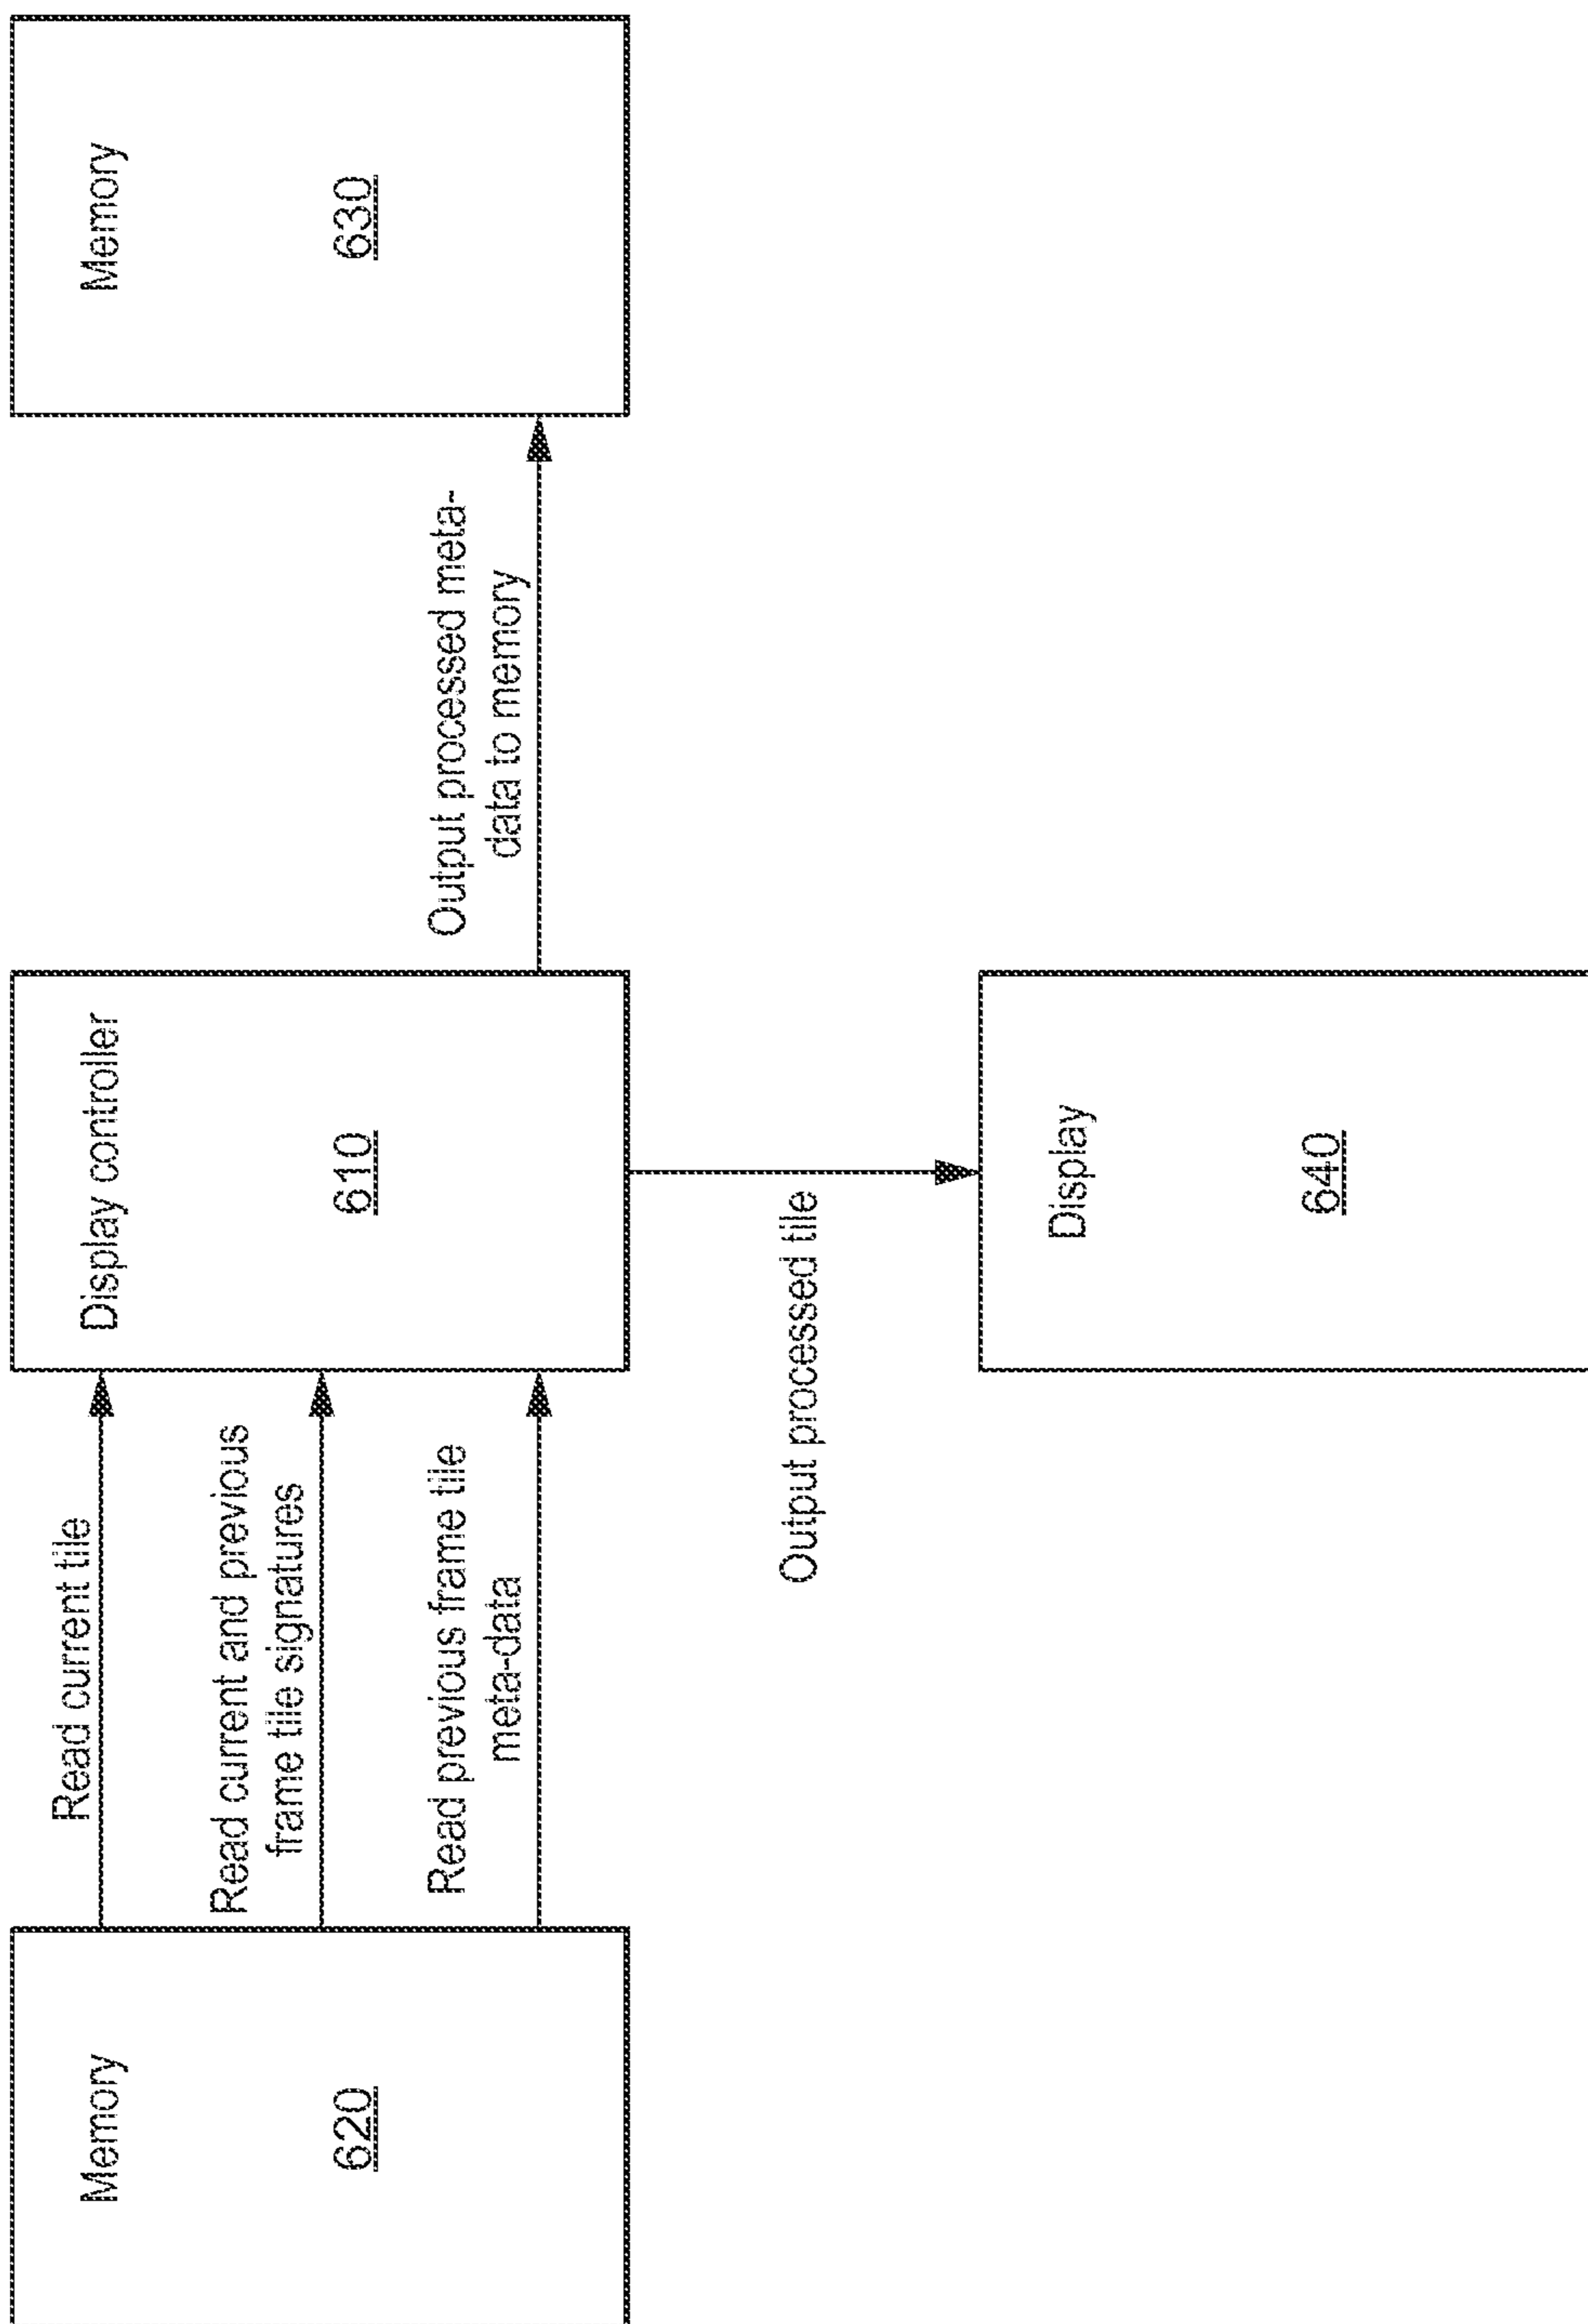 Memory
620
Read current tile
Read current and previous
frame tile signatures
Read previous frame tile
meta-data
Display controller
610
Output processed meta-
data to memory
Memory
630
Output processed tile
Display
640